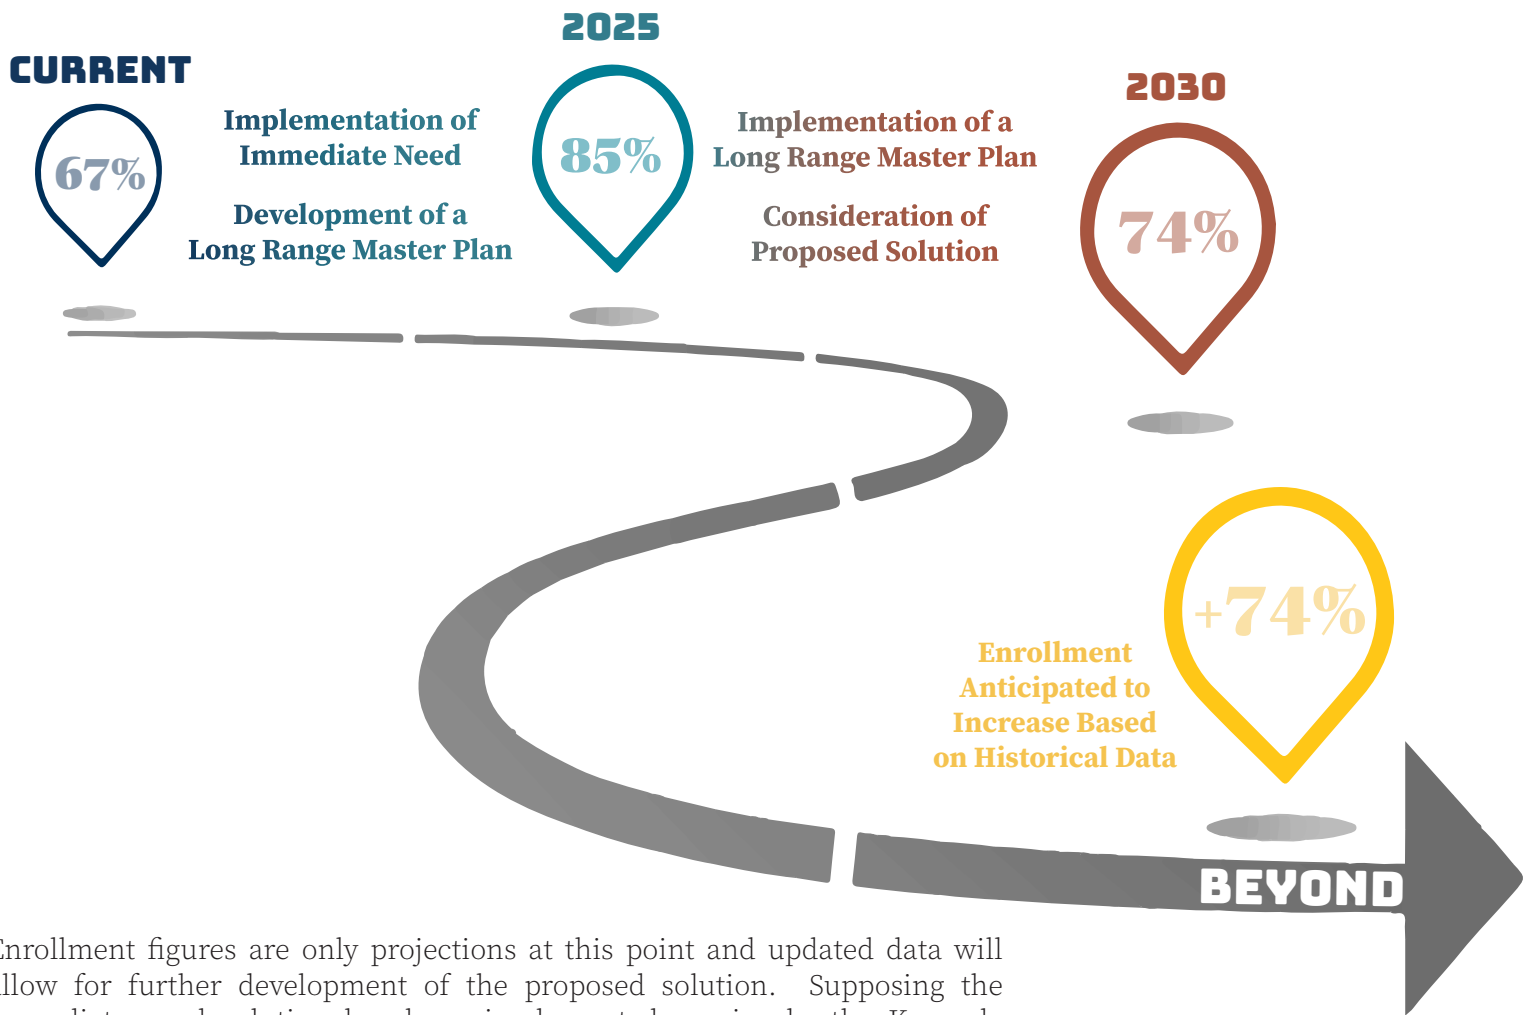 CURRENT
67%
Implementation of
Immediate Need
Development of a
Long Range Master Plan
2025
85%
Implementation of a
Long Range Master Plan
Consideration of
Proposed Solution
2030
74%
+74%
Enrollment
Anticipated to
Increase Based
on Historical Data
BEYOND
Enrollment figures are only projections at this point and updated data will
allow for further development of the proposed solution. Supposing the